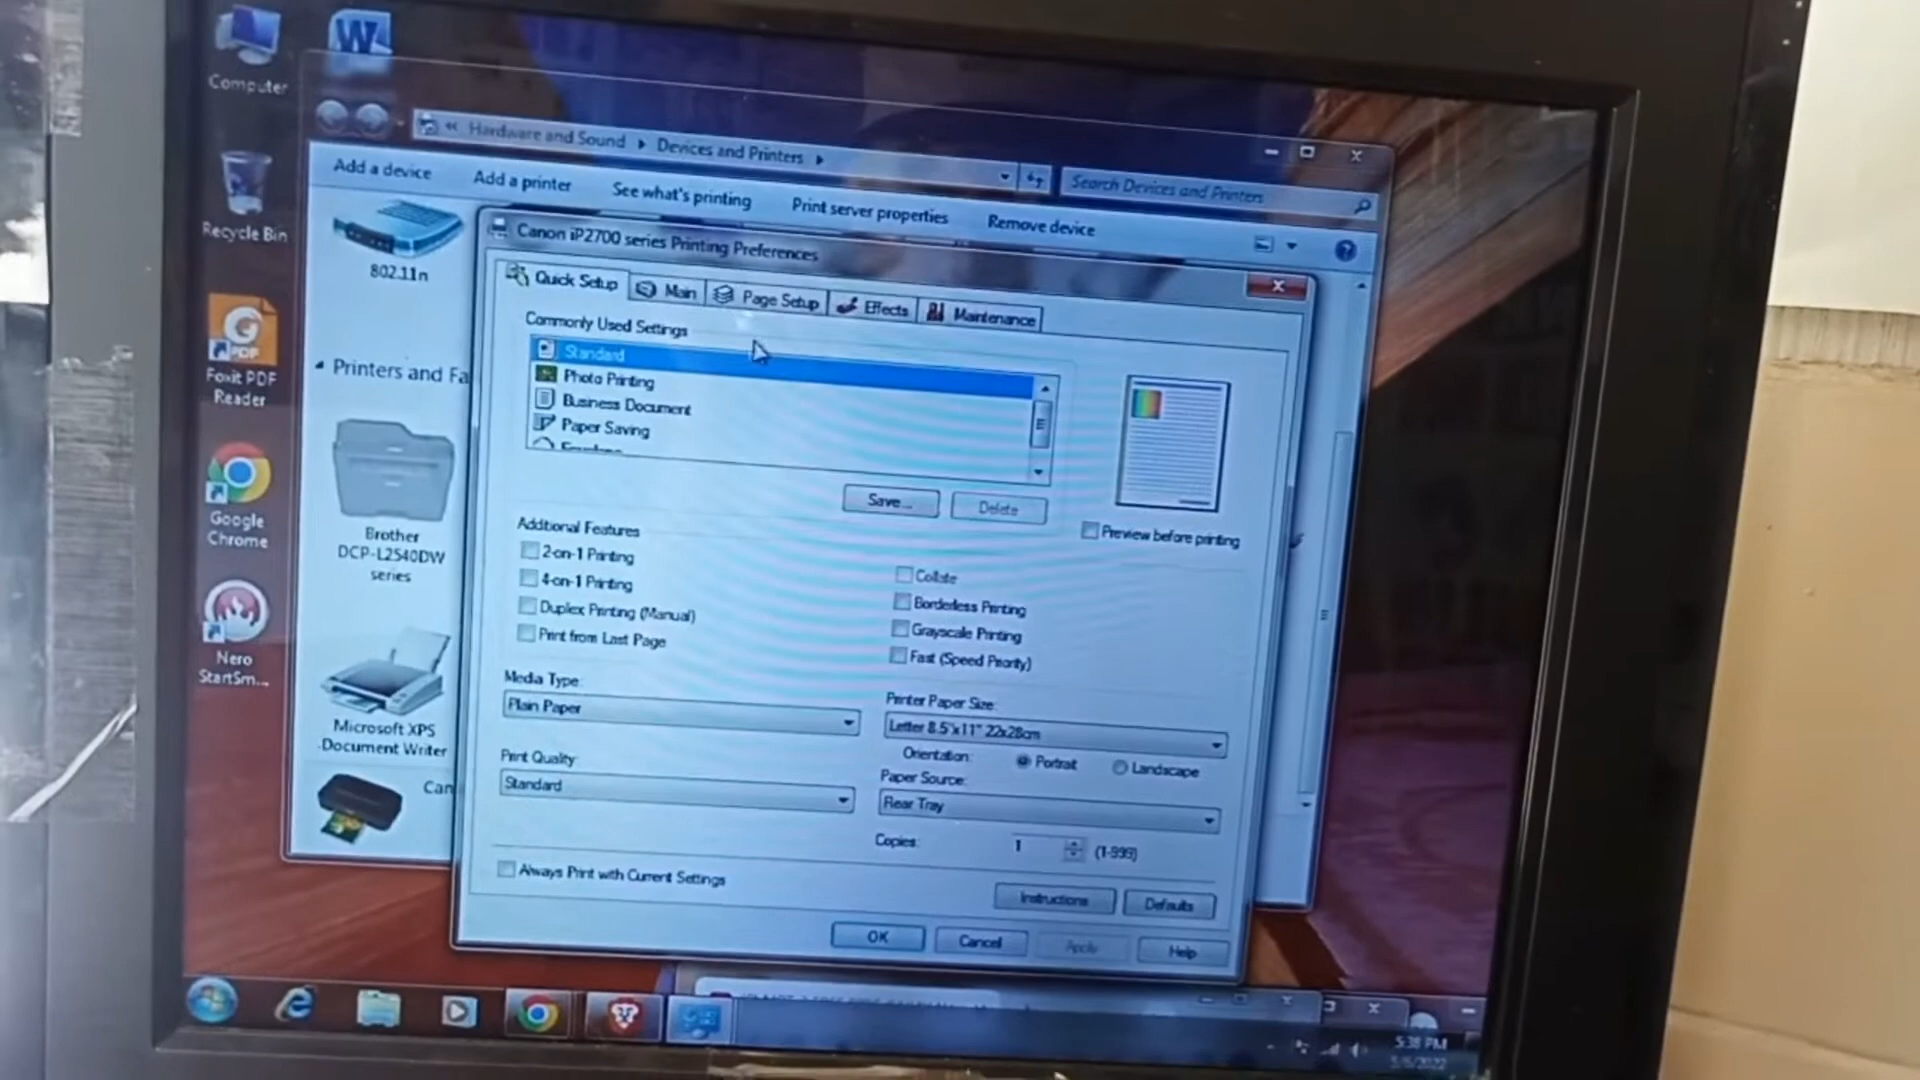 Computer
Recycle Bin
Foxit PDF
Reader
Google
Chrome
Nero
StartSm...
Hardware and Sound
Devices and Printers
Search Devices and Printers
Add a device
Add a printer
See what's printing
Print server properties
Remove device
802.11n
Printers and Fa
Brother
DCP-L2540DW
series
Microsoft XPS
Document Writer
Can
Canon iP2700 series Printing Preferences
Quick Setup
Main
Page Setup
Effects
Maintenance
Commonly Used Settings
Standard
Photo Printing
Business Document
Paper Saving
Save...
Delete
Preview before printing
Additional Features
2-on-1 Printing
4-on-1 Printing
Duplex Printing (Manual)
Print from Last Page
Collate
Borderless Printing
Grayscale Printing
Fast (Speed Priority)
Media Type:
Plain Paper
Printer Paper Size:
Letter 8.5"x11" 22x28cm
Orientation:
Portrait
Landscape
Print Quality:
Standard
Paper Source:
Rear Tray
Copies:
1
(1-999)
Always Print with Current Settings
Instructions
Defaults
OK
Cancel
Apply
Help
5:38 PM